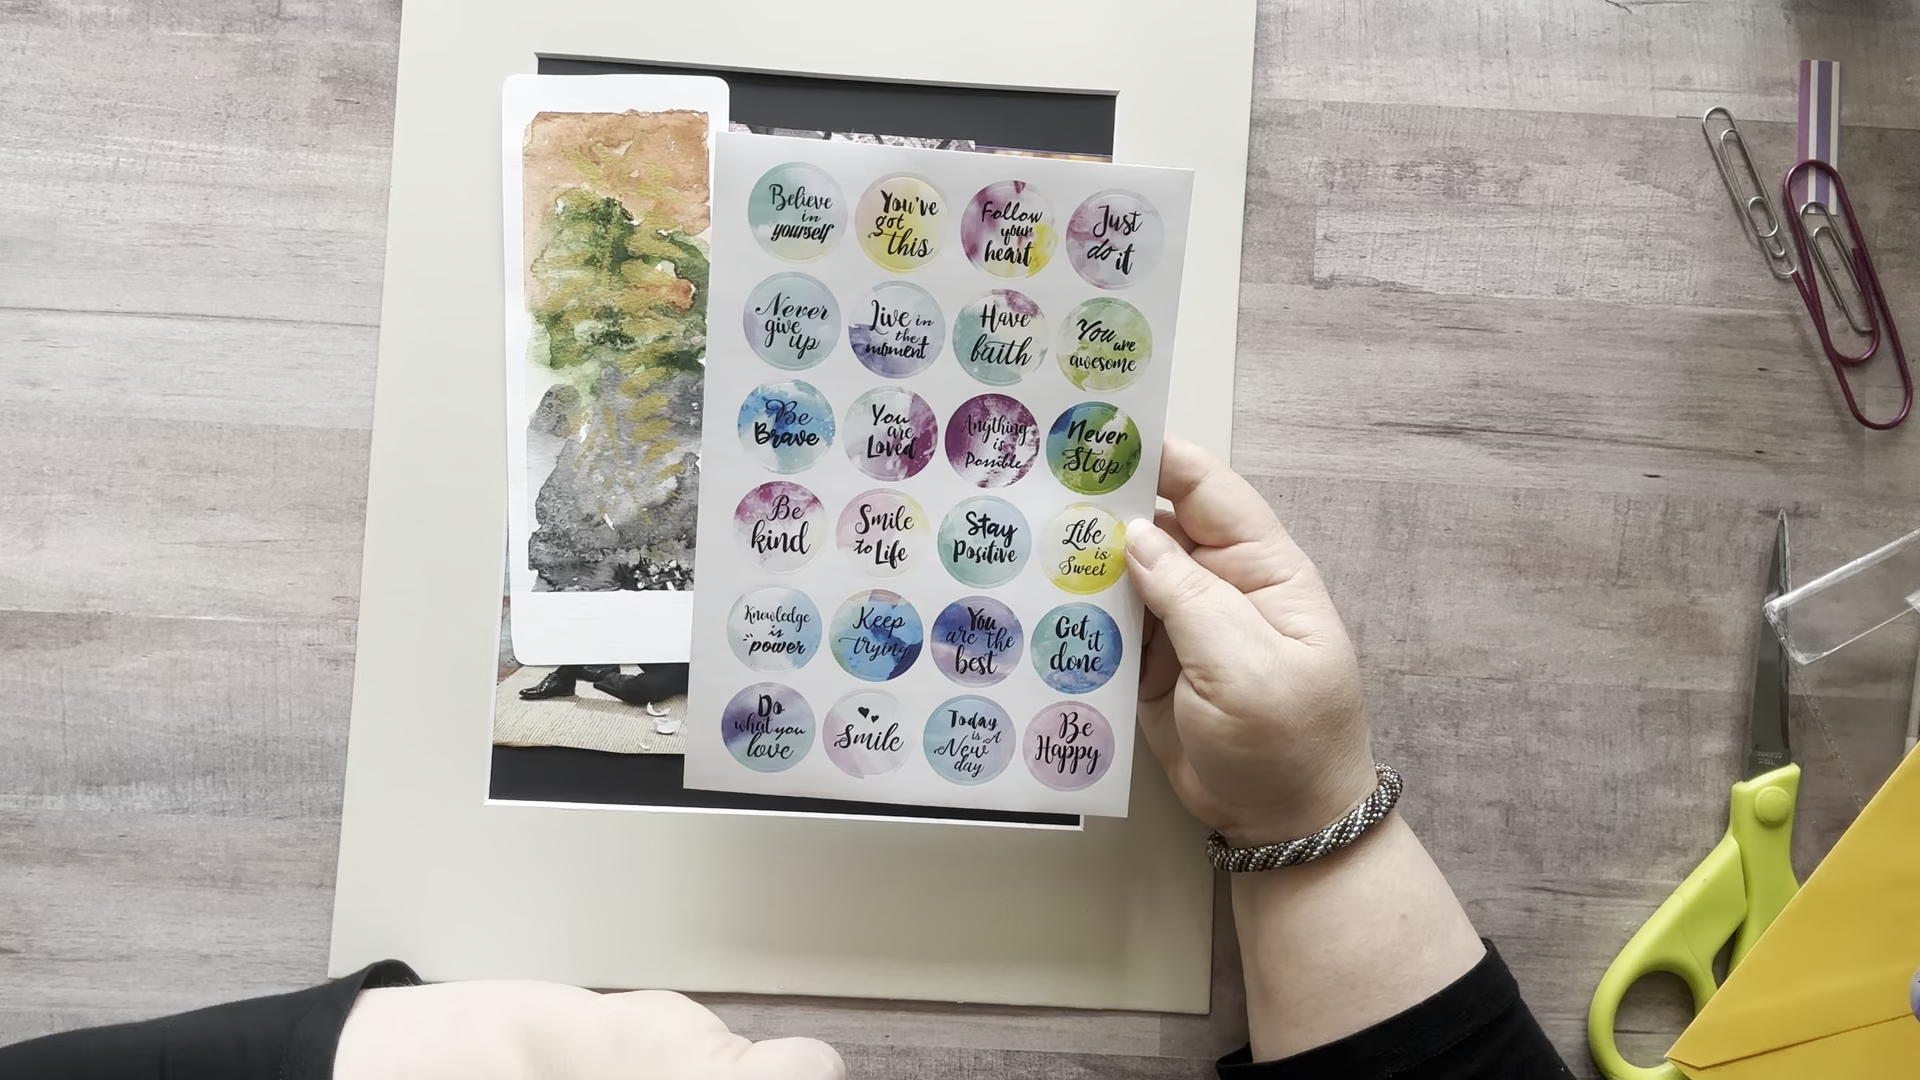 Believe
in
yourself
You've
got
this
Follow
your
heart
Just
do it
Never
give
up
Live in
the
moment
Have
faith
You
are
awesome
Be
Brave
You
are
Loved
Anything
is
Possible
Never
Stop
Be
kind
Smile
to Life
Stay
Positive
Life
is
Sweet
Knowledge
is
power
Keep
trying
You
are the
best
Get it
done
Do
what you
love
Smile
Today
is A
New
day
Be
Happy